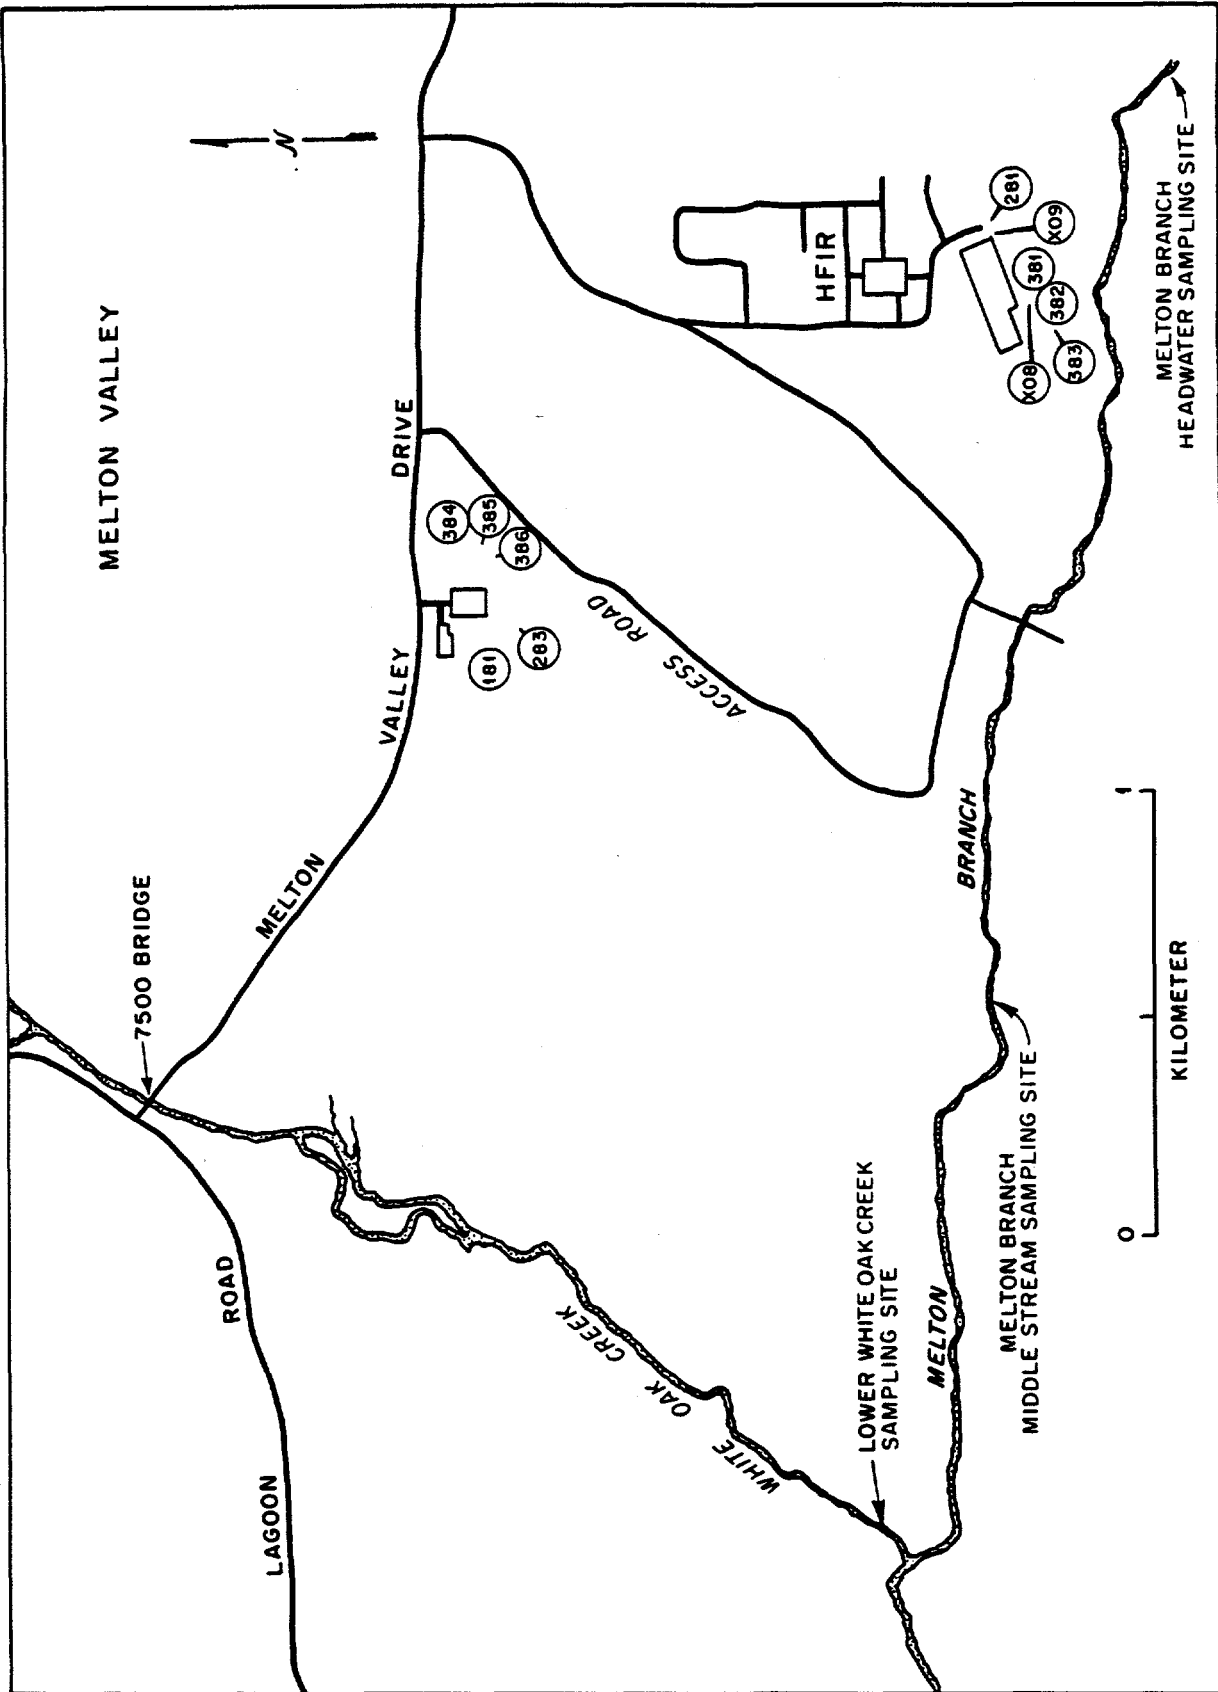 MELTON VALLEY
N
7500 BRIDGE
MELTON
VALLEY
DRIVE
LAGOON
ROAD
384
385
386
181
283
ACCESS ROAD
HFIR
281
X09
381
382
383
X08
WHITE OAK CREEK
LOWER WHITE OAK CREEK
SAMPLING SITE
MELTON
BRANCH
MELTON BRANCH
MIDDLE STREAM SAMPLING SITE
MELTON BRANCH
HEADWATER SAMPLING SITE
0
1
KILOMETER